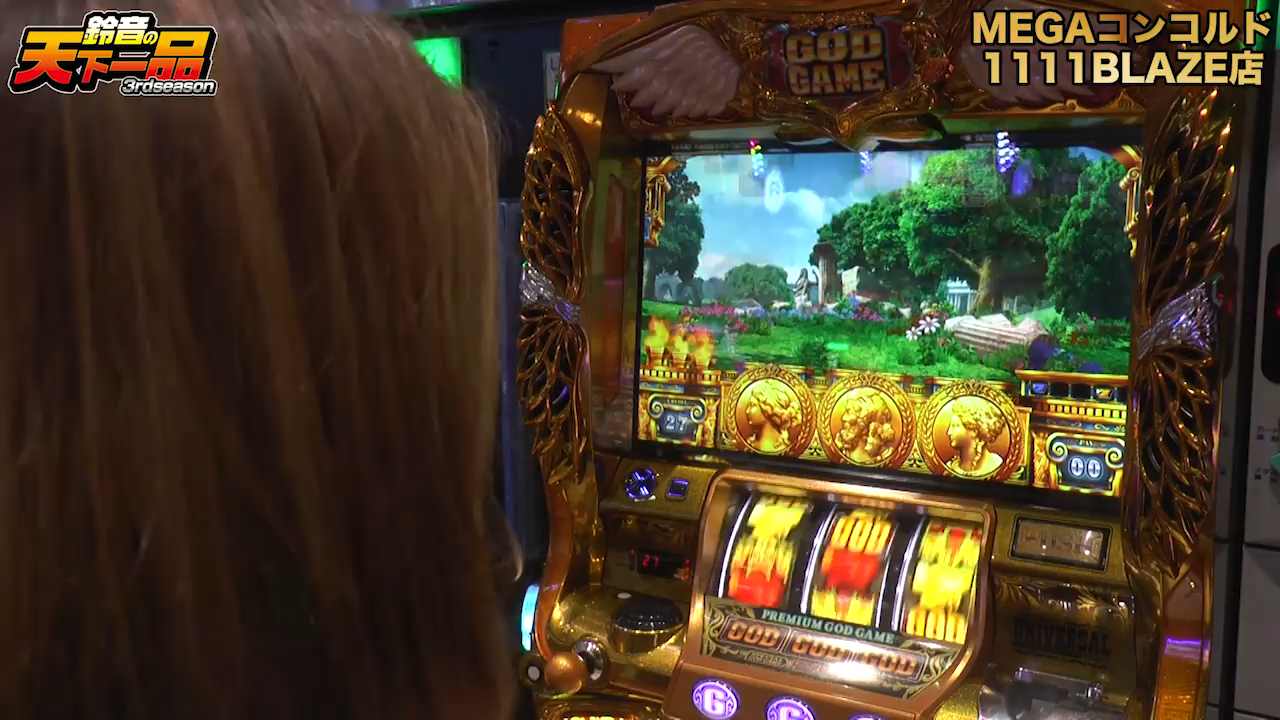 鈴音の
天下一品
3rdseason
MEGAコンコルド
1111BLAZE店
GOD
GAME
27
00
27
GOD
PREMIUM GOD GAME
GOD GOD GOD
PUSH
UNIVERSAL
G
G